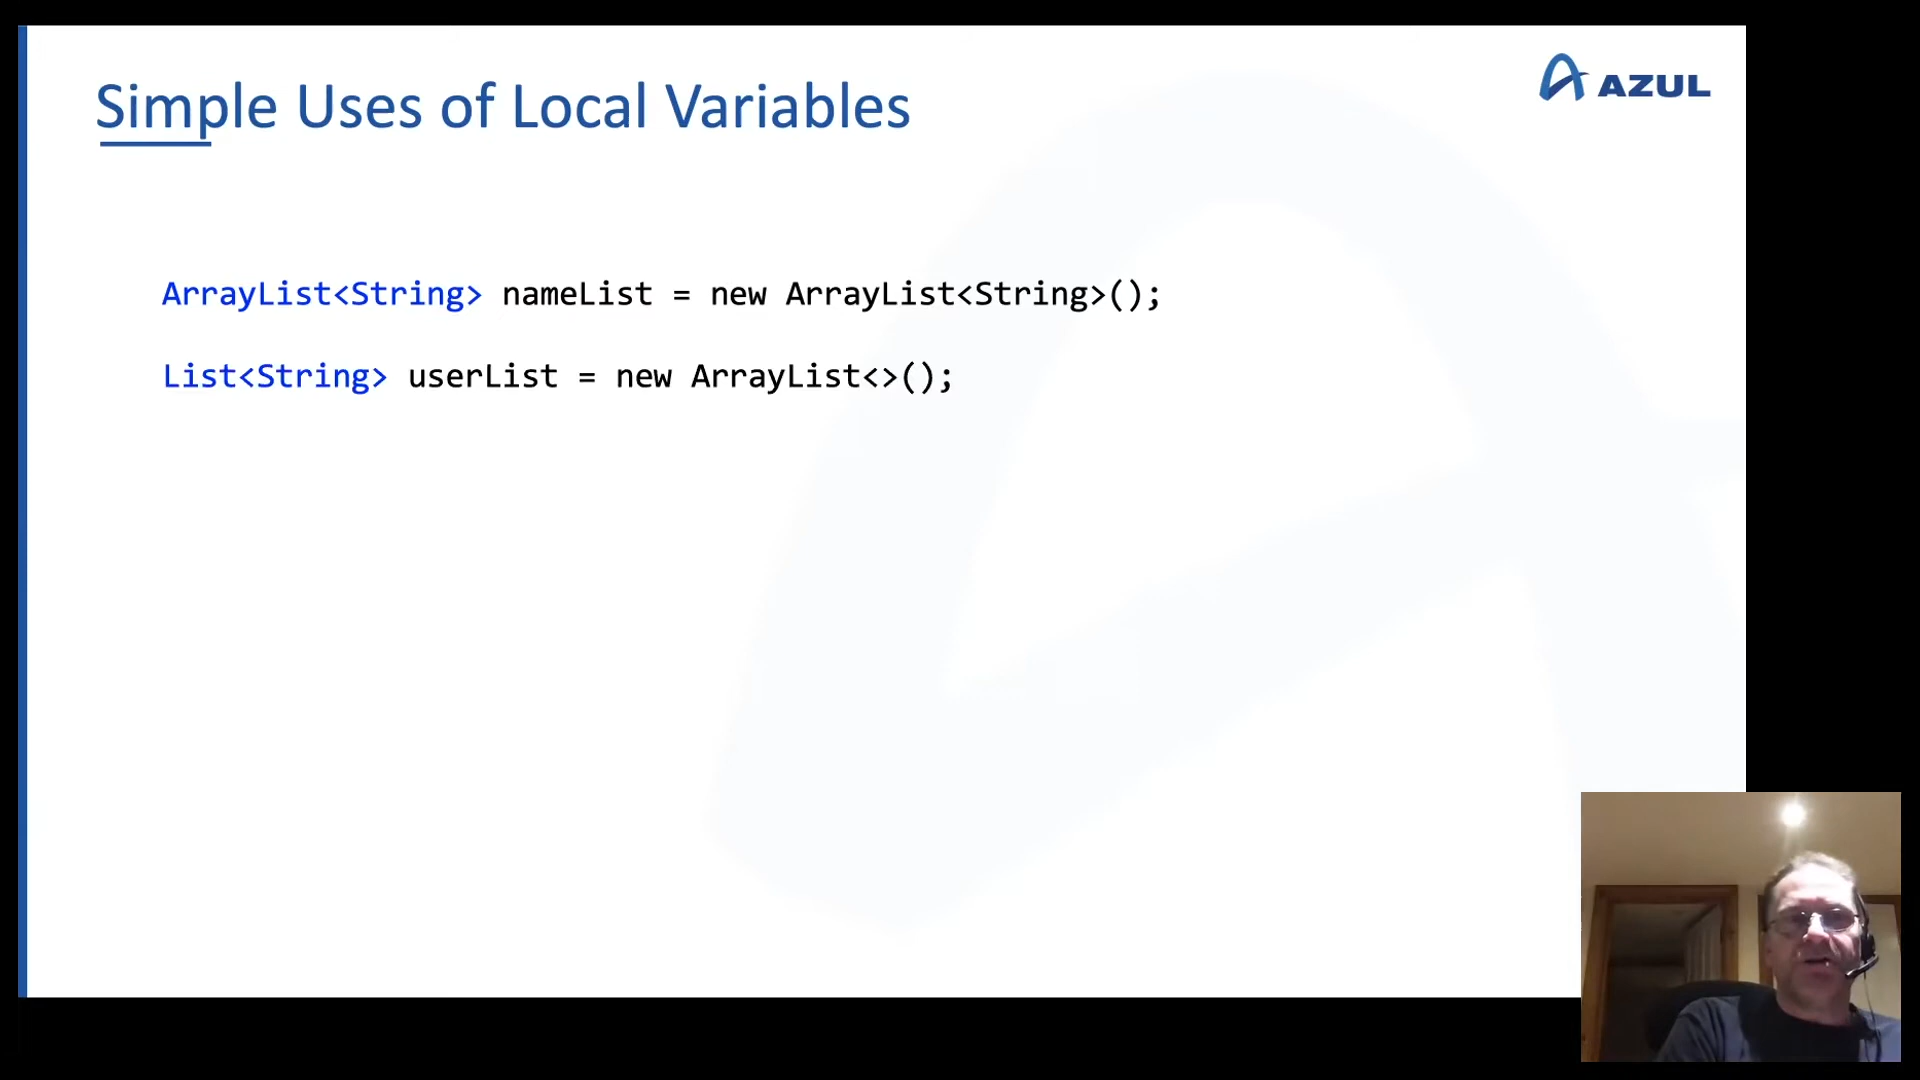 Simple Uses of Local Variables
AZUL
ArrayList<String> nameList = new ArrayList<String>();
List<String> userList = new ArrayList<>();